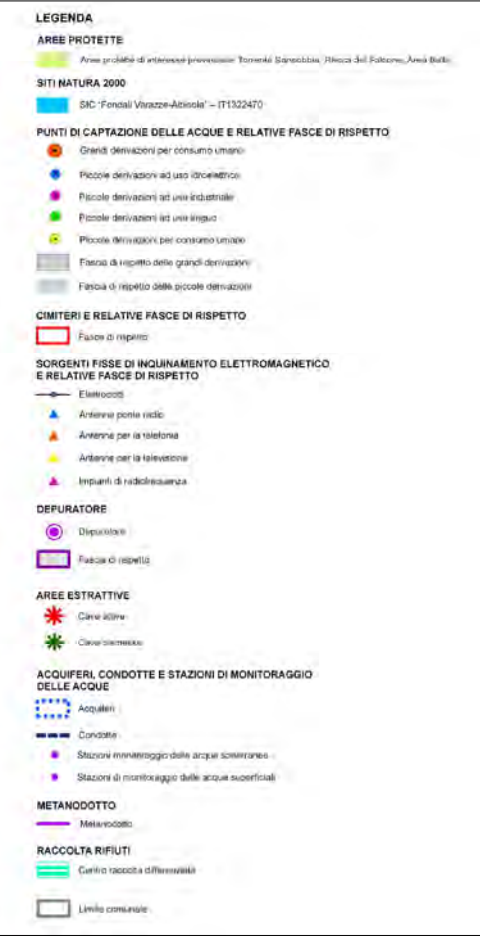 LEGENDA
AREE PROTETTE
Aree protette di interesse provinciale Torrente Sansobbia, Rocca del Falcone, Area Bello
SITI NATURA 2000
SIC "Fondali Varazze-Albisola" – IT1322470
PUNTI DI CAPTAZIONE DELLE ACQUE E RELATIVE FASCE DI RISPETTO
Grandi derivazioni per consumo umano
Piccole derivazioni ad uso idroelettrico
Piccole derivazioni ad uso industriale
Piccole derivazioni ad uso irriguo
Piccole derivazioni per consumo umano
Fascia di rispetto delle grandi derivazioni
Fascia di rispetto delle piccole derivazioni
CIMITERI E RELATIVE FASCE DI RISPETTO
Fasce di rispetto
SORGENTI FISSE DI INQUINAMENTO ELETTROMAGNETICO
E RELATIVE FASCE DI RISPETTO
Elettrodotti
Antenne ponte radio
Antenne per la telefonia
Antenne per la televisione
Impianti di radiofrequenza
DEPURATORE
Depuratore
Fascia di rispetto
AREE ESTRATTIVE
Cave attive
Cave dismesse
ACQUIFERI, CONDOTTE E STAZIONI DI MONITORAGGIO
DELLE ACQUE
Acquiferi
Condotte
Stazioni monitoraggio delle acque sotterranee
Stazioni di monitoraggio delle acque superficiali
METANODOTTO
Metanodotto
RACCOLTA RIFIUTI
Centro raccolta differenziata
Limite comunale